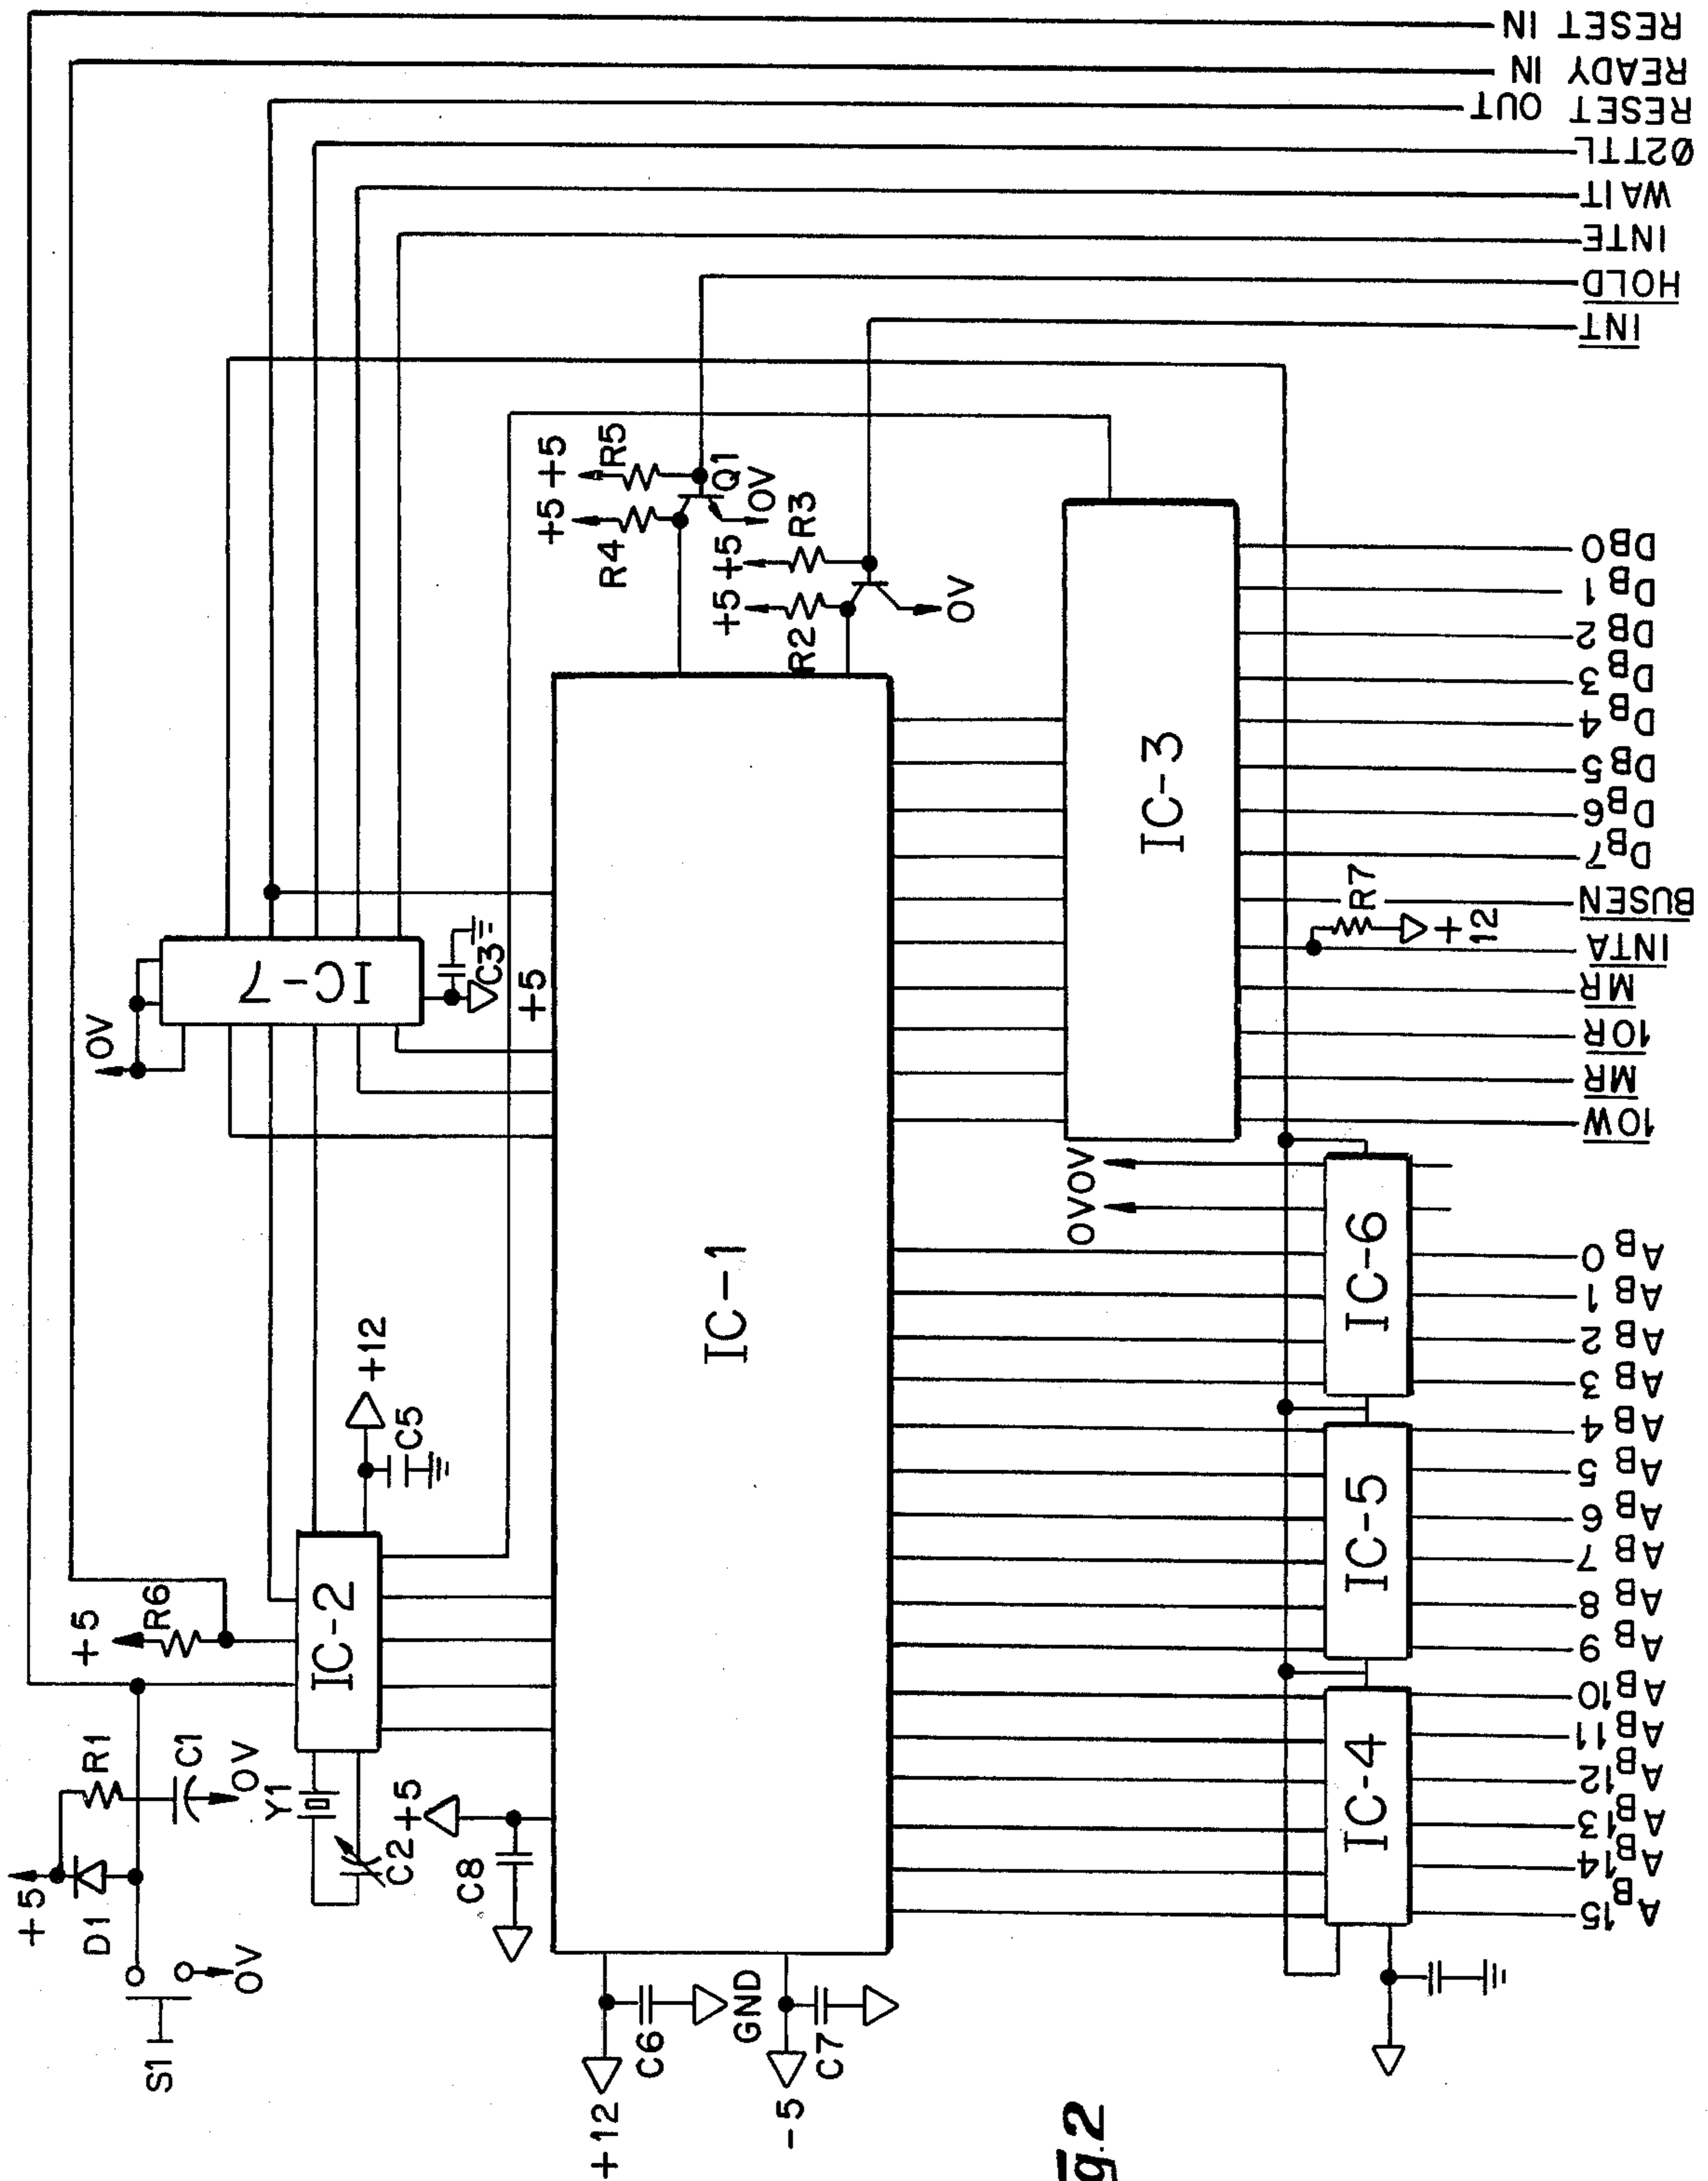 RESET IN
READY IN
RESET OUT
Ø2TTL
WAIT
INTE
HOLD
INT
+5
R5
+5
R4
Q1
0V
+5
R3
+5
R2
0V
IC-7
0V
C3
+5
IC-3
DB0
DB1
DB2
DB3
DB4
DB5
DB6
DB7
BUSEN
R7
+12
INTA
MR
IOR
MR
IOW
0V
0V
IC-1
IC-6
AB0
AB1
AB2
AB3
AB4
AB5
AB6
AB7
AB8
AB9
AB10
AB11
AB12
AB13
AB14
AB15
IC-5
IC-4
+12
C5
IC-2
+5
R6
R1
C1
0V
+5
D1
S1
0V
Y1
C2
+5
C8
+12
C6
GND
-5
C7
g.2